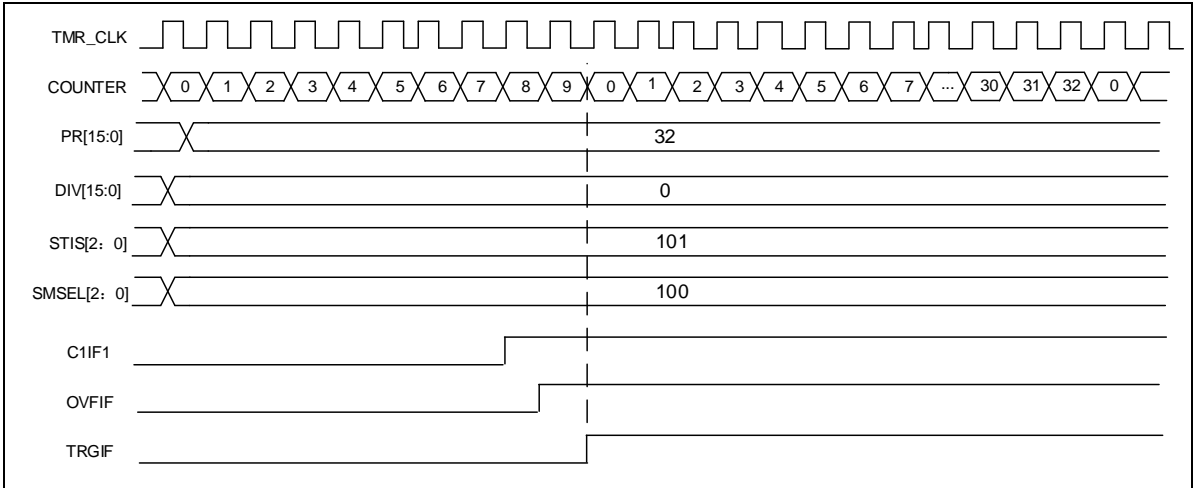 TMR_CLK
COUNTER 0 1 2 3 4 5 6 7 8 9 0 1 2 3 4 5 6 7 ... 30 31 32 0
PR[15:0] 32
DIV[15:0] 0
STIS[2：0] 101
SMSEL[2：0] 100
C1IF1
OVFIF
TRGIF